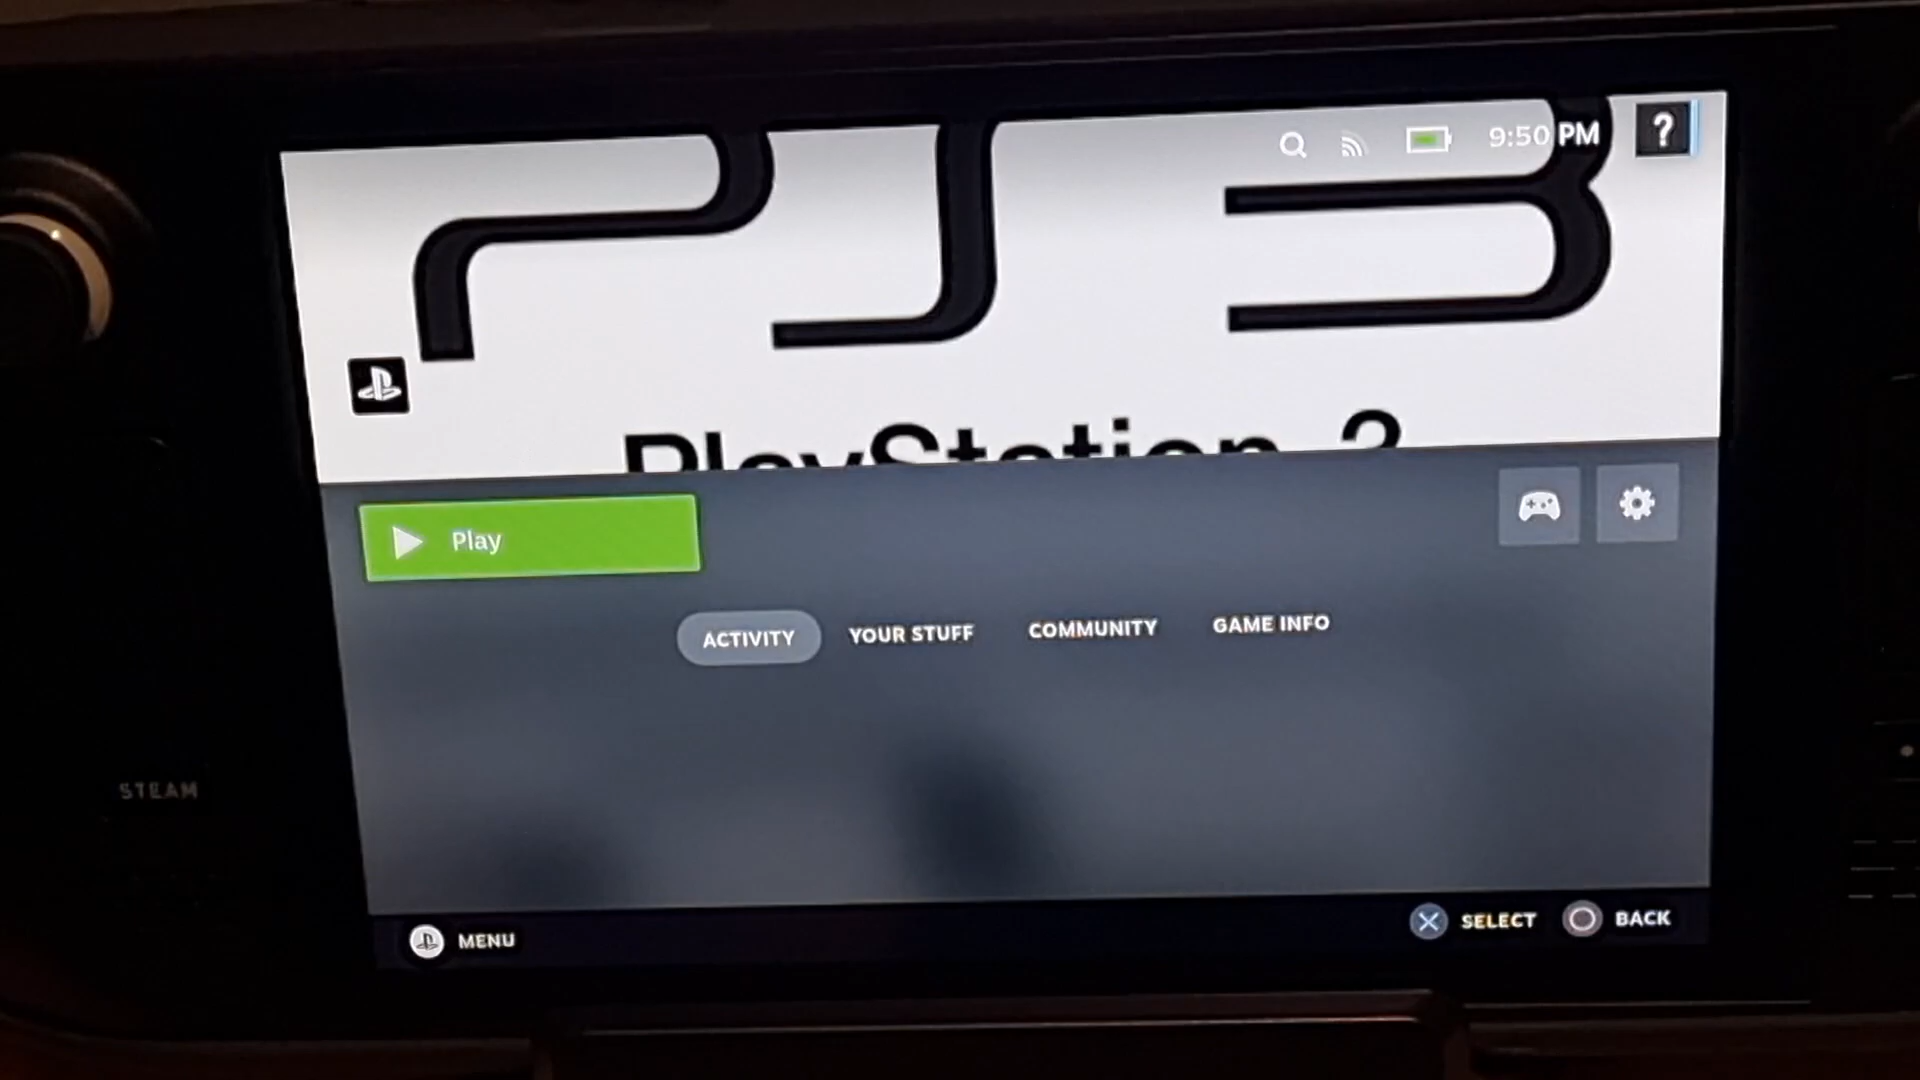 PS3
9:50 PM
?
PlayStation 3
Play
ACTIVITY YOUR STUFF COMMUNITY GAME INFO
STEAM
MENU SELECT BACK